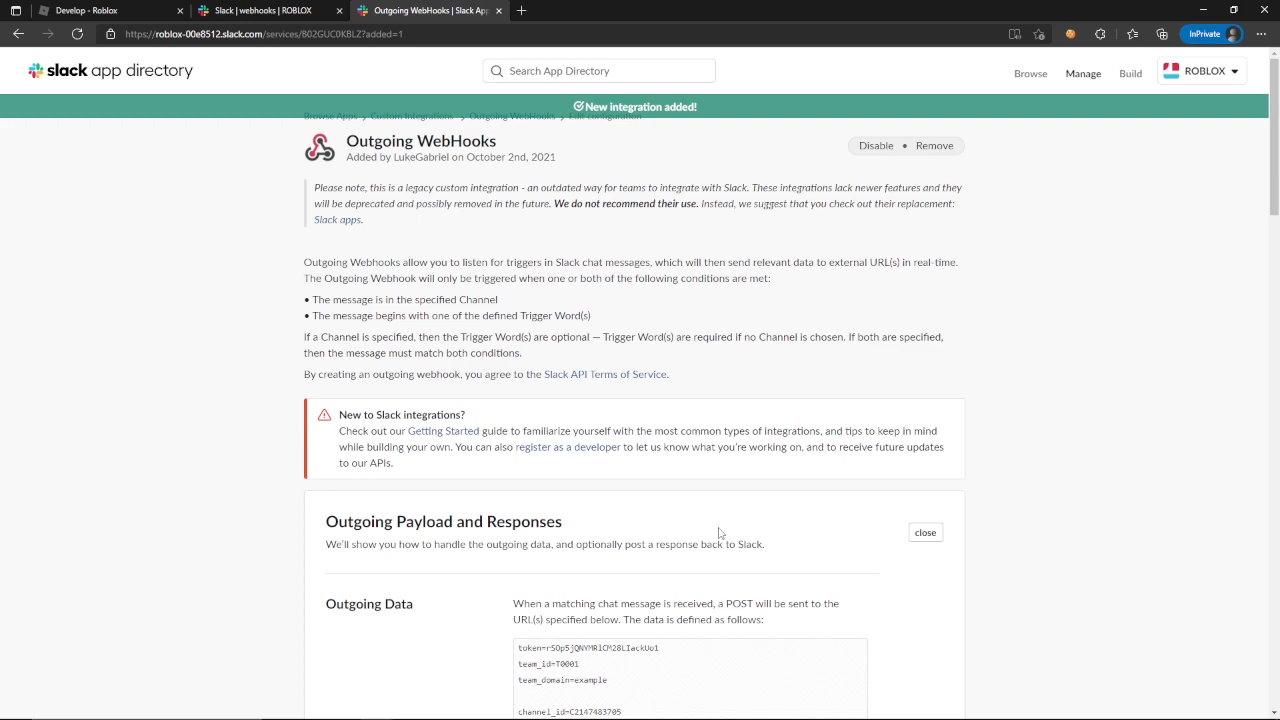 Develop - Roblox
Slack | webhooks | ROBLOX
Outgoing WebHooks | Slack App
https://roblox-00e8512.slack.com/services/B02GUC0KBLZ?added=1
InPrivate
slack app directory
Search App Directory
Browse
Manage
Build
ROBLOX
New integration added!
Browse Apps > Custom Integrations > Outgoing WebHooks > Edit configuration
Outgoing WebHooks
Added by LukeGabriel on October 2nd, 2021
Disable • Remove
Please note, this is a legacy custom integration - an outdated way for teams to integrate with Slack. These integrations lack newer features and they
will be deprecated and possibly removed in the future. We do not recommend their use. Instead, we suggest that you check out their replacement:
Slack apps.
Outgoing Webhooks allow you to listen for triggers in Slack chat messages, which will then send relevant data to external URL(s) in real-time.
The Outgoing Webhook will only be triggered when one or both of the following conditions are met:
• The message is in the specified Channel
• The message begins with one of the defined Trigger Word(s)
If a Channel is specified, then the Trigger Word(s) are optional — Trigger Word(s) are required if no Channel is chosen. If both are specified,
then the message must match both conditions.
By creating an outgoing webhook, you agree to the Slack API Terms of Service.
New to Slack integrations?
Check out our Getting Started guide to familiarize yourself with the most common types of integrations, and tips to keep in mind
while building your own. You can also register as a developer to let us know what you're working on, and to receive future updates
to our APIs.
Outgoing Payload and Responses
close
We'll show you how to handle the outgoing data, and optionally post a response back to Slack.
Outgoing Data
When a matching chat message is received, a POST will be sent to the
URL(s) specified below. The data is defined as follows:
token=rSOp5jQNYMRlCM28LIackUo1
team_id=T0001
team_domain=example
channel_id=C2147483705